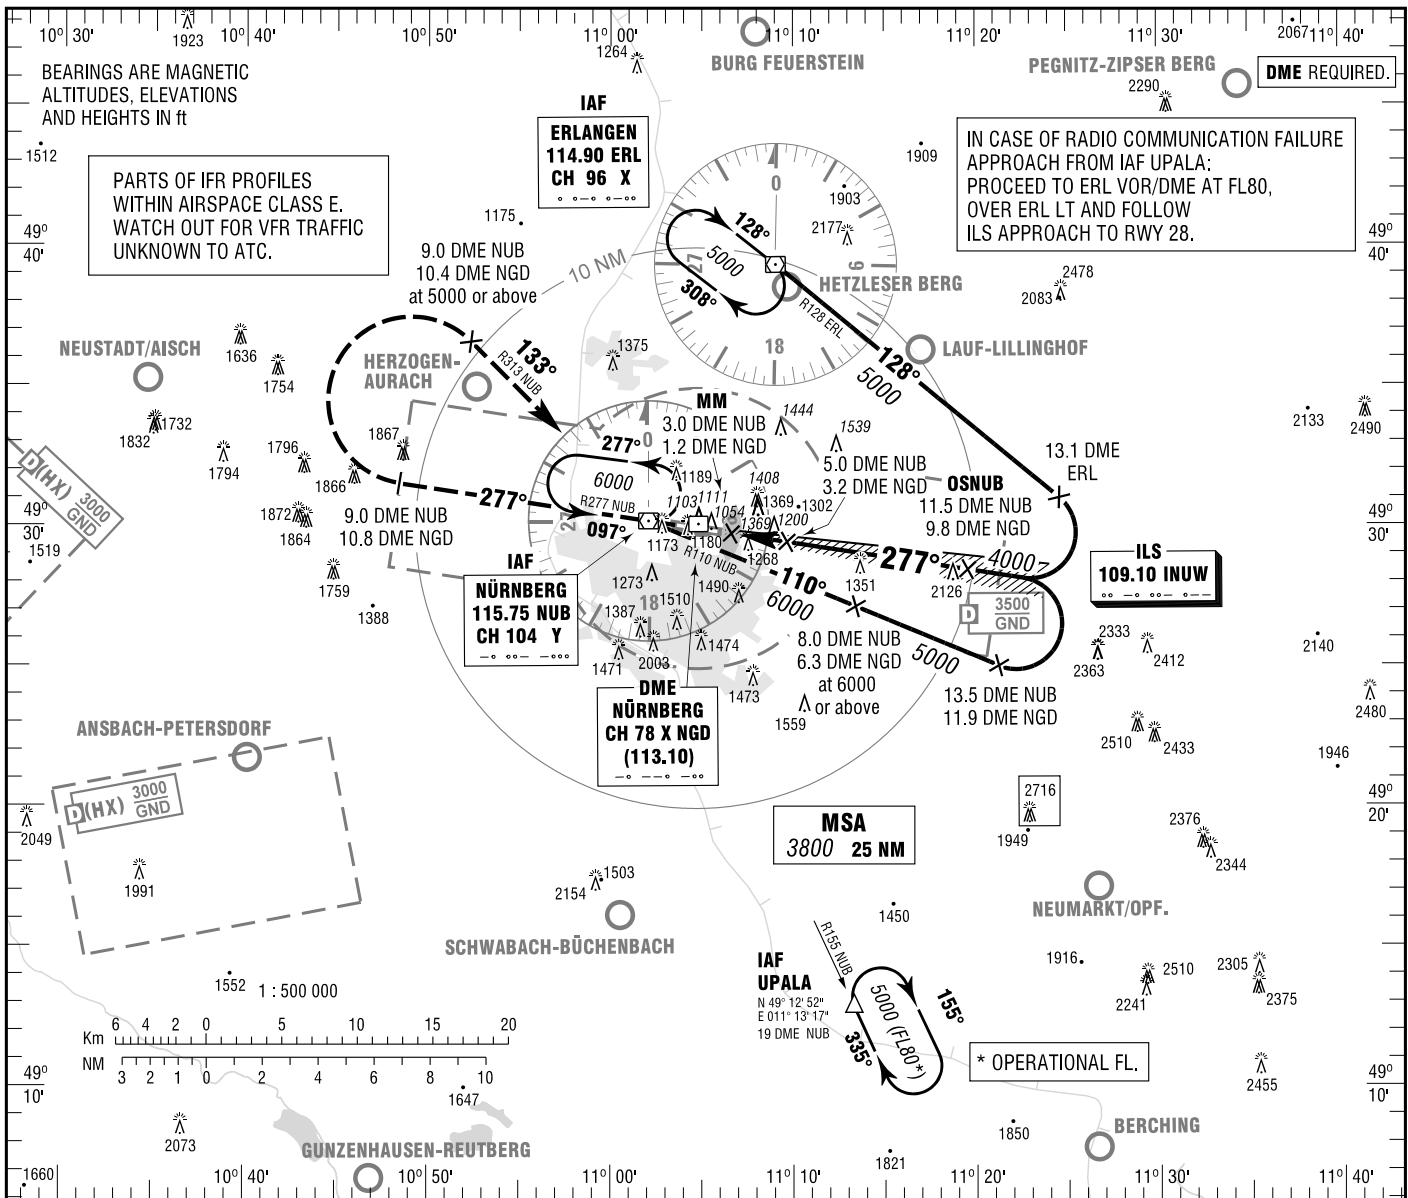 10° 30'
10° 40'
10° 50'
11° 00'
11° 10'
11° 20'
11° 30'
11° 40'
1923
1264
2067
BEARINGS ARE MAGNETIC
ALTITUDES, ELEVATIONS
AND HEIGHTS IN ft
BURG FEUERSTEIN
PEGNITZ-ZIPSER BERG
2290
DME REQUIRED.
1512
IAF
ERLANGEN
114.90 ERL
CH 96 X
1909
IN CASE OF RADIO COMMUNICATION FAILURE
APPROACH FROM IAF UPALA:
PROCEED TO ERL VOR/DME AT FL80,
OVER ERL LT AND FOLLOW
ILS APPROACH TO RWY 28.
PARTS OF IFR PROFILES
WITHIN AIRSPACE CLASS E.
WATCH OUT FOR VFR TRAFFIC
UNKNOWN TO ATC.
1175
0
1903
2177
128°
5000
308°
27
9
18
49°
40'
49°
40'
9.0 DME NUB
10.4 DME NGD
at 5000 or above
10 NM
HETZLESER BERG
R128 ERL
2478
2083
1636
NEUSTADT/AISCH
1754
HERZOGEN-
AURACH
133°
R313 NUB
1375
LAUF-LILLINGHOF
128°
5000
2133
2490
1832
1732
1794
1796
1867
1866
1872
1864
MM
3.0 DME NUB
1.2 DME NGD
1444
1539
13.1 DME
ERL
D(HX) 3000
GND
0
277°
6000
R277 NUB
097°
27
277°
1189
1408
1103
1111
1054
1369
1369
1302
1200
5.0 DME NUB
3.2 DME NGD
OSNUB
11.5 DME NUB
9.8 DME NGD
49°
30'
49°
30'
1519
9.0 DME NUB
10.8 DME NGD
1173
1180
R110 NUB
1268
277°
4000
1351
2126
ILS
109.10 INUW
1759
1388
IAF
NÜRNBERG
115.75 NUB
CH 104 Y
1273
18
1387
1510
1490
110°
6000
D 3500
GND
1471
2003
1474
1473
1559
8.0 DME NUB
6.3 DME NGD
at 6000
or above
5000
2333
2363
2412
2140
13.5 DME NUB
11.9 DME NGD
2480
DME
NÜRNBERG
CH 78 X NGD
(113.10)
ANSBACH-PETERSDORF
2510
2433
1946
D(HX) 3000
GND
2049
MSA
3800 25 NM
2716
1949
49°
20'
49°
20'
2376
2344
1991
1503
2154
NEUMARKT/OPF.
SCHWABACH-BÜCHENBACH
1450
R155 NUB
IAF
UPALA
N 49° 12' 52"
E 011° 13' 17"
19 DME NUB
5000 (FL80*)
155°
335°
1916
2510
2241
2305
2375
1552
1 : 500 000
Km
6 4 2 0 5 10 15 20
NM
3 2 1 0 2 4 6 8 10
* OPERATIONAL FL.
49°
10'
49°
10'
2455
1647
2073
1850
BERCHING
GUNZENHAUSEN-REUTBERG
1821
1660
10° 40'
10° 50'
11° 00'
11° 10'
11° 20'
11° 30'
11° 40'